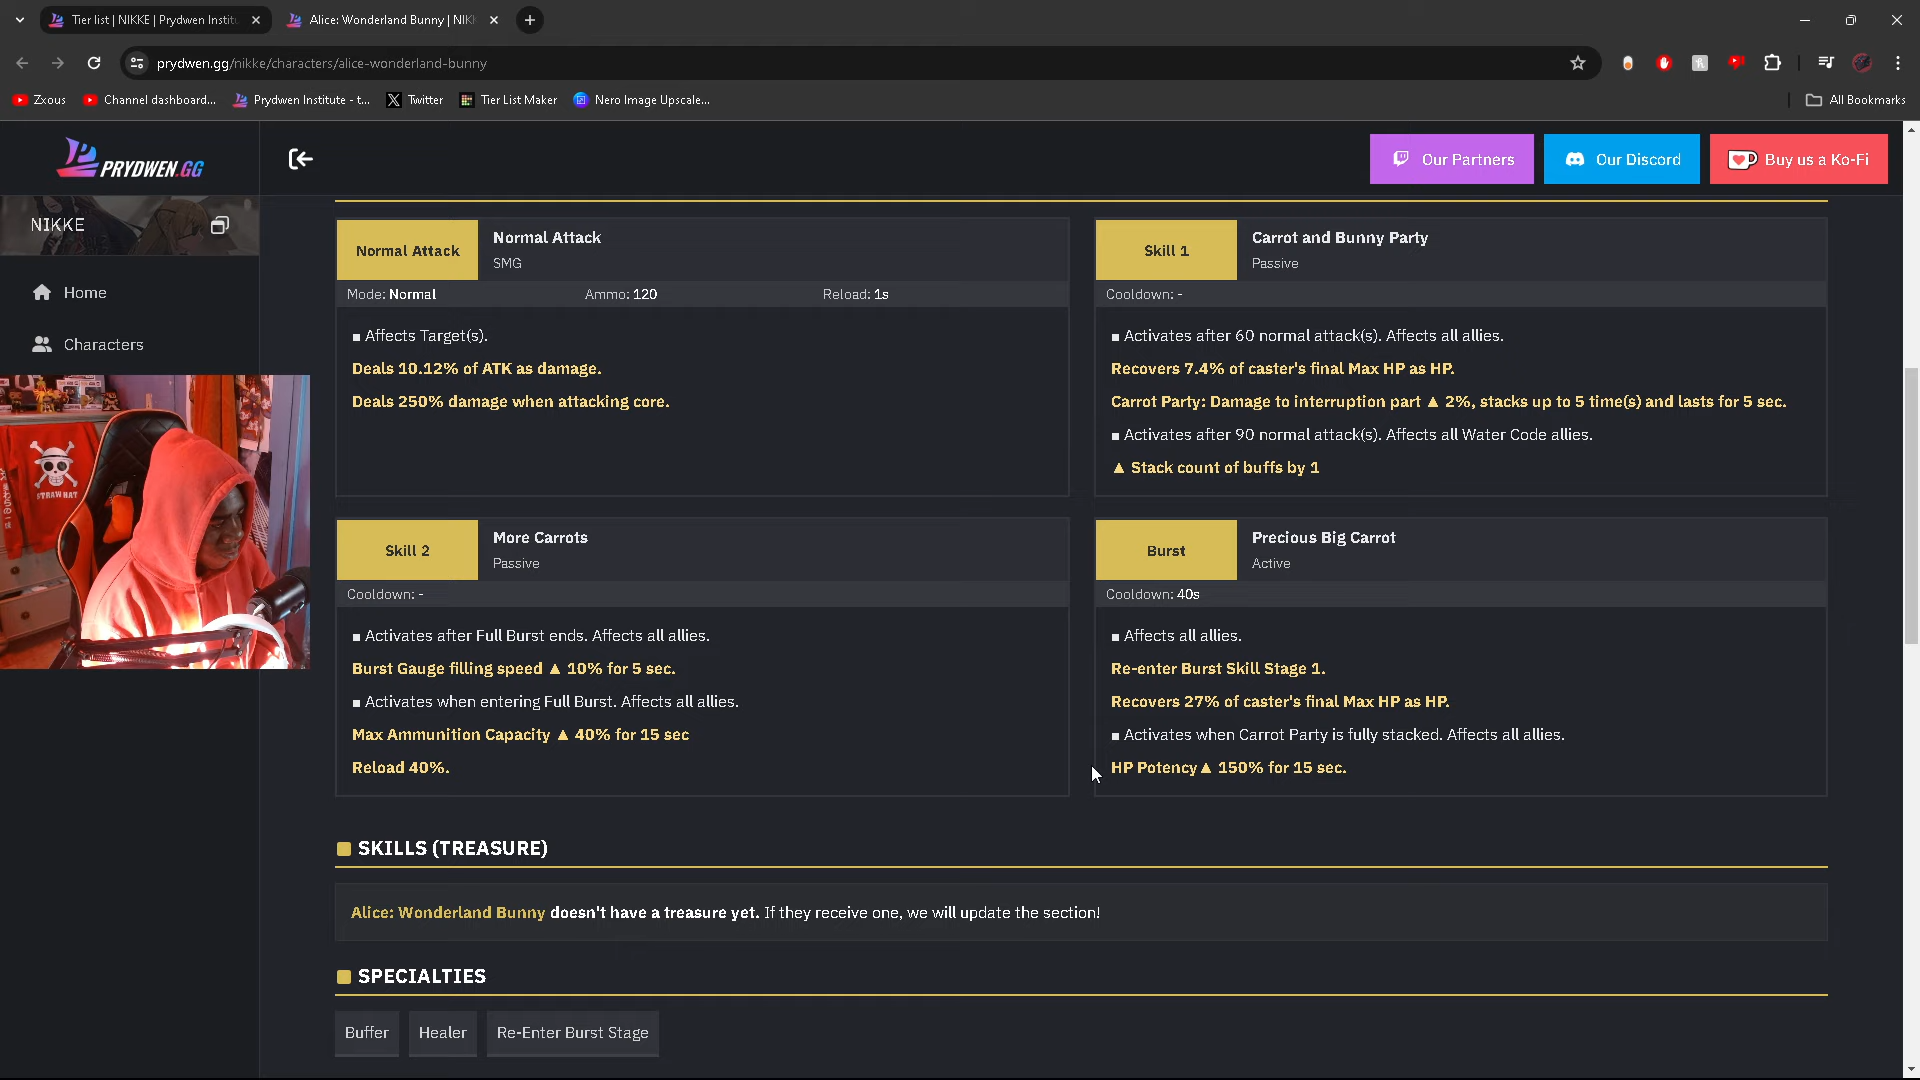 Tier list | NIKKE | Prydwen Instit
Alice: Wonderland Bunny | NIK
prydwen.gg/nikke/characters/alice-wonderland-bunny
Zxous
Channel dashboard...
Prydwen Institute - t...
Twitter
Tier List Maker
Nero Image Upscale...
All Bookmarks
PRYDWEN.GG
Our Partners
Our Discord
Buy us a Ko-Fi
NIKKE
Home
Characters
STRAW HAT
Normal Attack
Normal Attack
SMG
Mode: Normal
Ammo: 120
Reload: 1s
■ Affects Target(s).
Deals 10.12% of ATK as damage.
Deals 250% damage when attacking core.
Skill 1
Carrot and Bunny Party
Passive
Cooldown: -
■ Activates after 60 normal attack(s). Affects all allies.
Recovers 7.4% of caster's final Max HP as HP.
Carrot Party: Damage to interruption part ▲ 2%, stacks up to 5 time(s) and lasts for 5 sec.
■ Activates after 90 normal attack(s). Affects all Water Code allies.
▲ Stack count of buffs by 1
Skill 2
More Carrots
Passive
Cooldown: -
■ Activates after Full Burst ends. Affects all allies.
Burst Gauge filling speed ▲ 10% for 5 sec.
■ Activates when entering Full Burst. Affects all allies.
Max Ammunition Capacity ▲ 40% for 15 sec
Reload 40%.
Burst
Precious Big Carrot
Active
Cooldown: 40s
■ Affects all allies.
Re-enter Burst Skill Stage 1.
Recovers 27% of caster's final Max HP as HP.
■ Activates when Carrot Party is fully stacked. Affects all allies.
HP Potency▲ 150% for 15 sec.
SKILLS (TREASURE)
Alice: Wonderland Bunny doesn't have a treasure yet. If they receive one, we will update the section!
SPECIALTIES
Buffer
Healer
Re-Enter Burst Stage